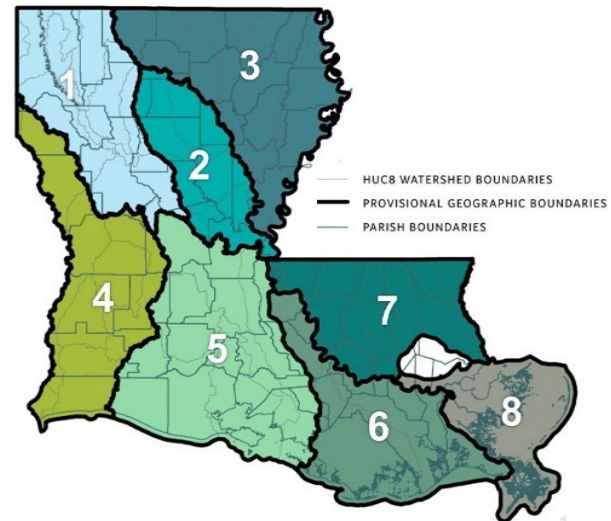 1
3
2
HUC8 WATERSHED BOUNDARIES
PROVISIONAL GEOGRAPHIC BOUNDARIES
PARISH BOUNDARIES
4
7
5
6
8